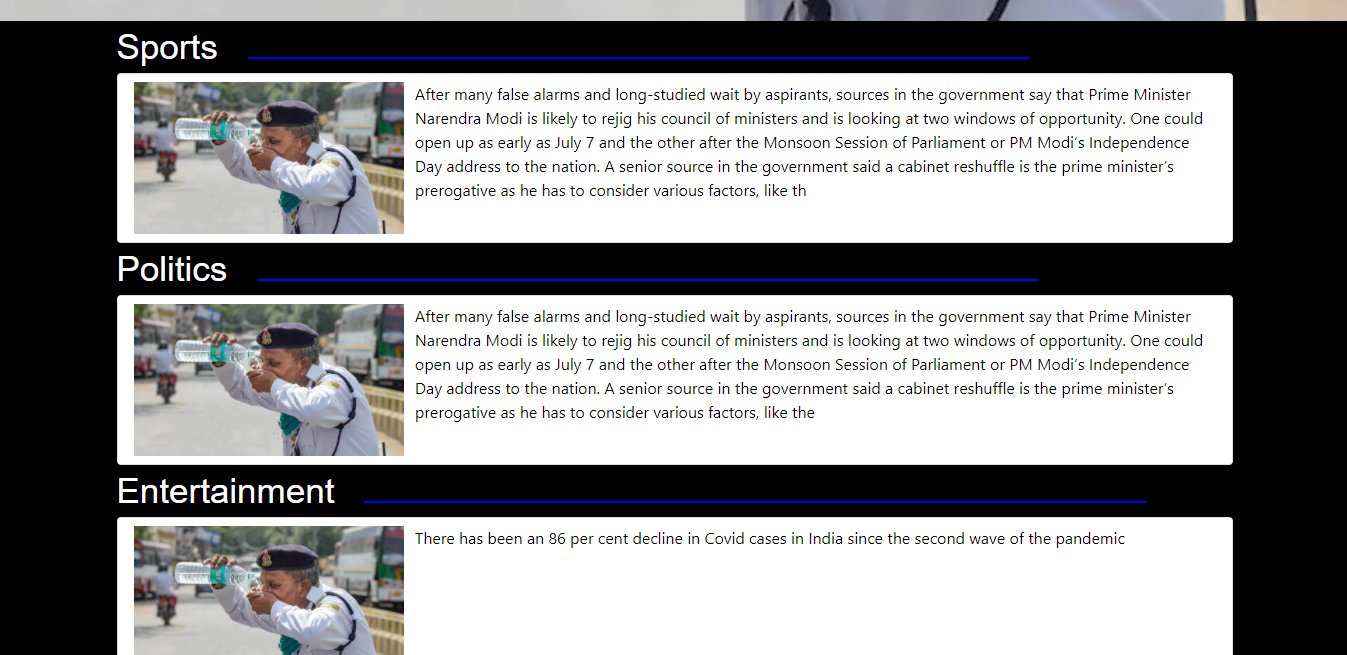 Sports
After many false alarms and long-studied wait by aspirants, sources in the government say that Prime Minister
Narendra Modi is likely to rejig his council of ministers and is looking at two windows of opportunity. One could
open up as early as July 7 and the other after the Monsoon Session of Parliament or PM Modi’s Independence
Day address to the nation. A senior source in the government said a cabinet reshuffle is the prime minister’s
prerogative as he has to consider various factors, like th
Politics
After many false alarms and long-studied wait by aspirants, sources in the government say that Prime Minister
Narendra Modi is likely to rejig his council of ministers and is looking at two windows of opportunity. One could
open up as early as July 7 and the other after the Monsoon Session of Parliament or PM Modi’s Independence
Day address to the nation. A senior source in the government said a cabinet reshuffle is the prime minister’s
prerogative as he has to consider various factors, like the
Entertainment
There has been an 86 per cent decline in Covid cases in India since the second wave of the pandemic